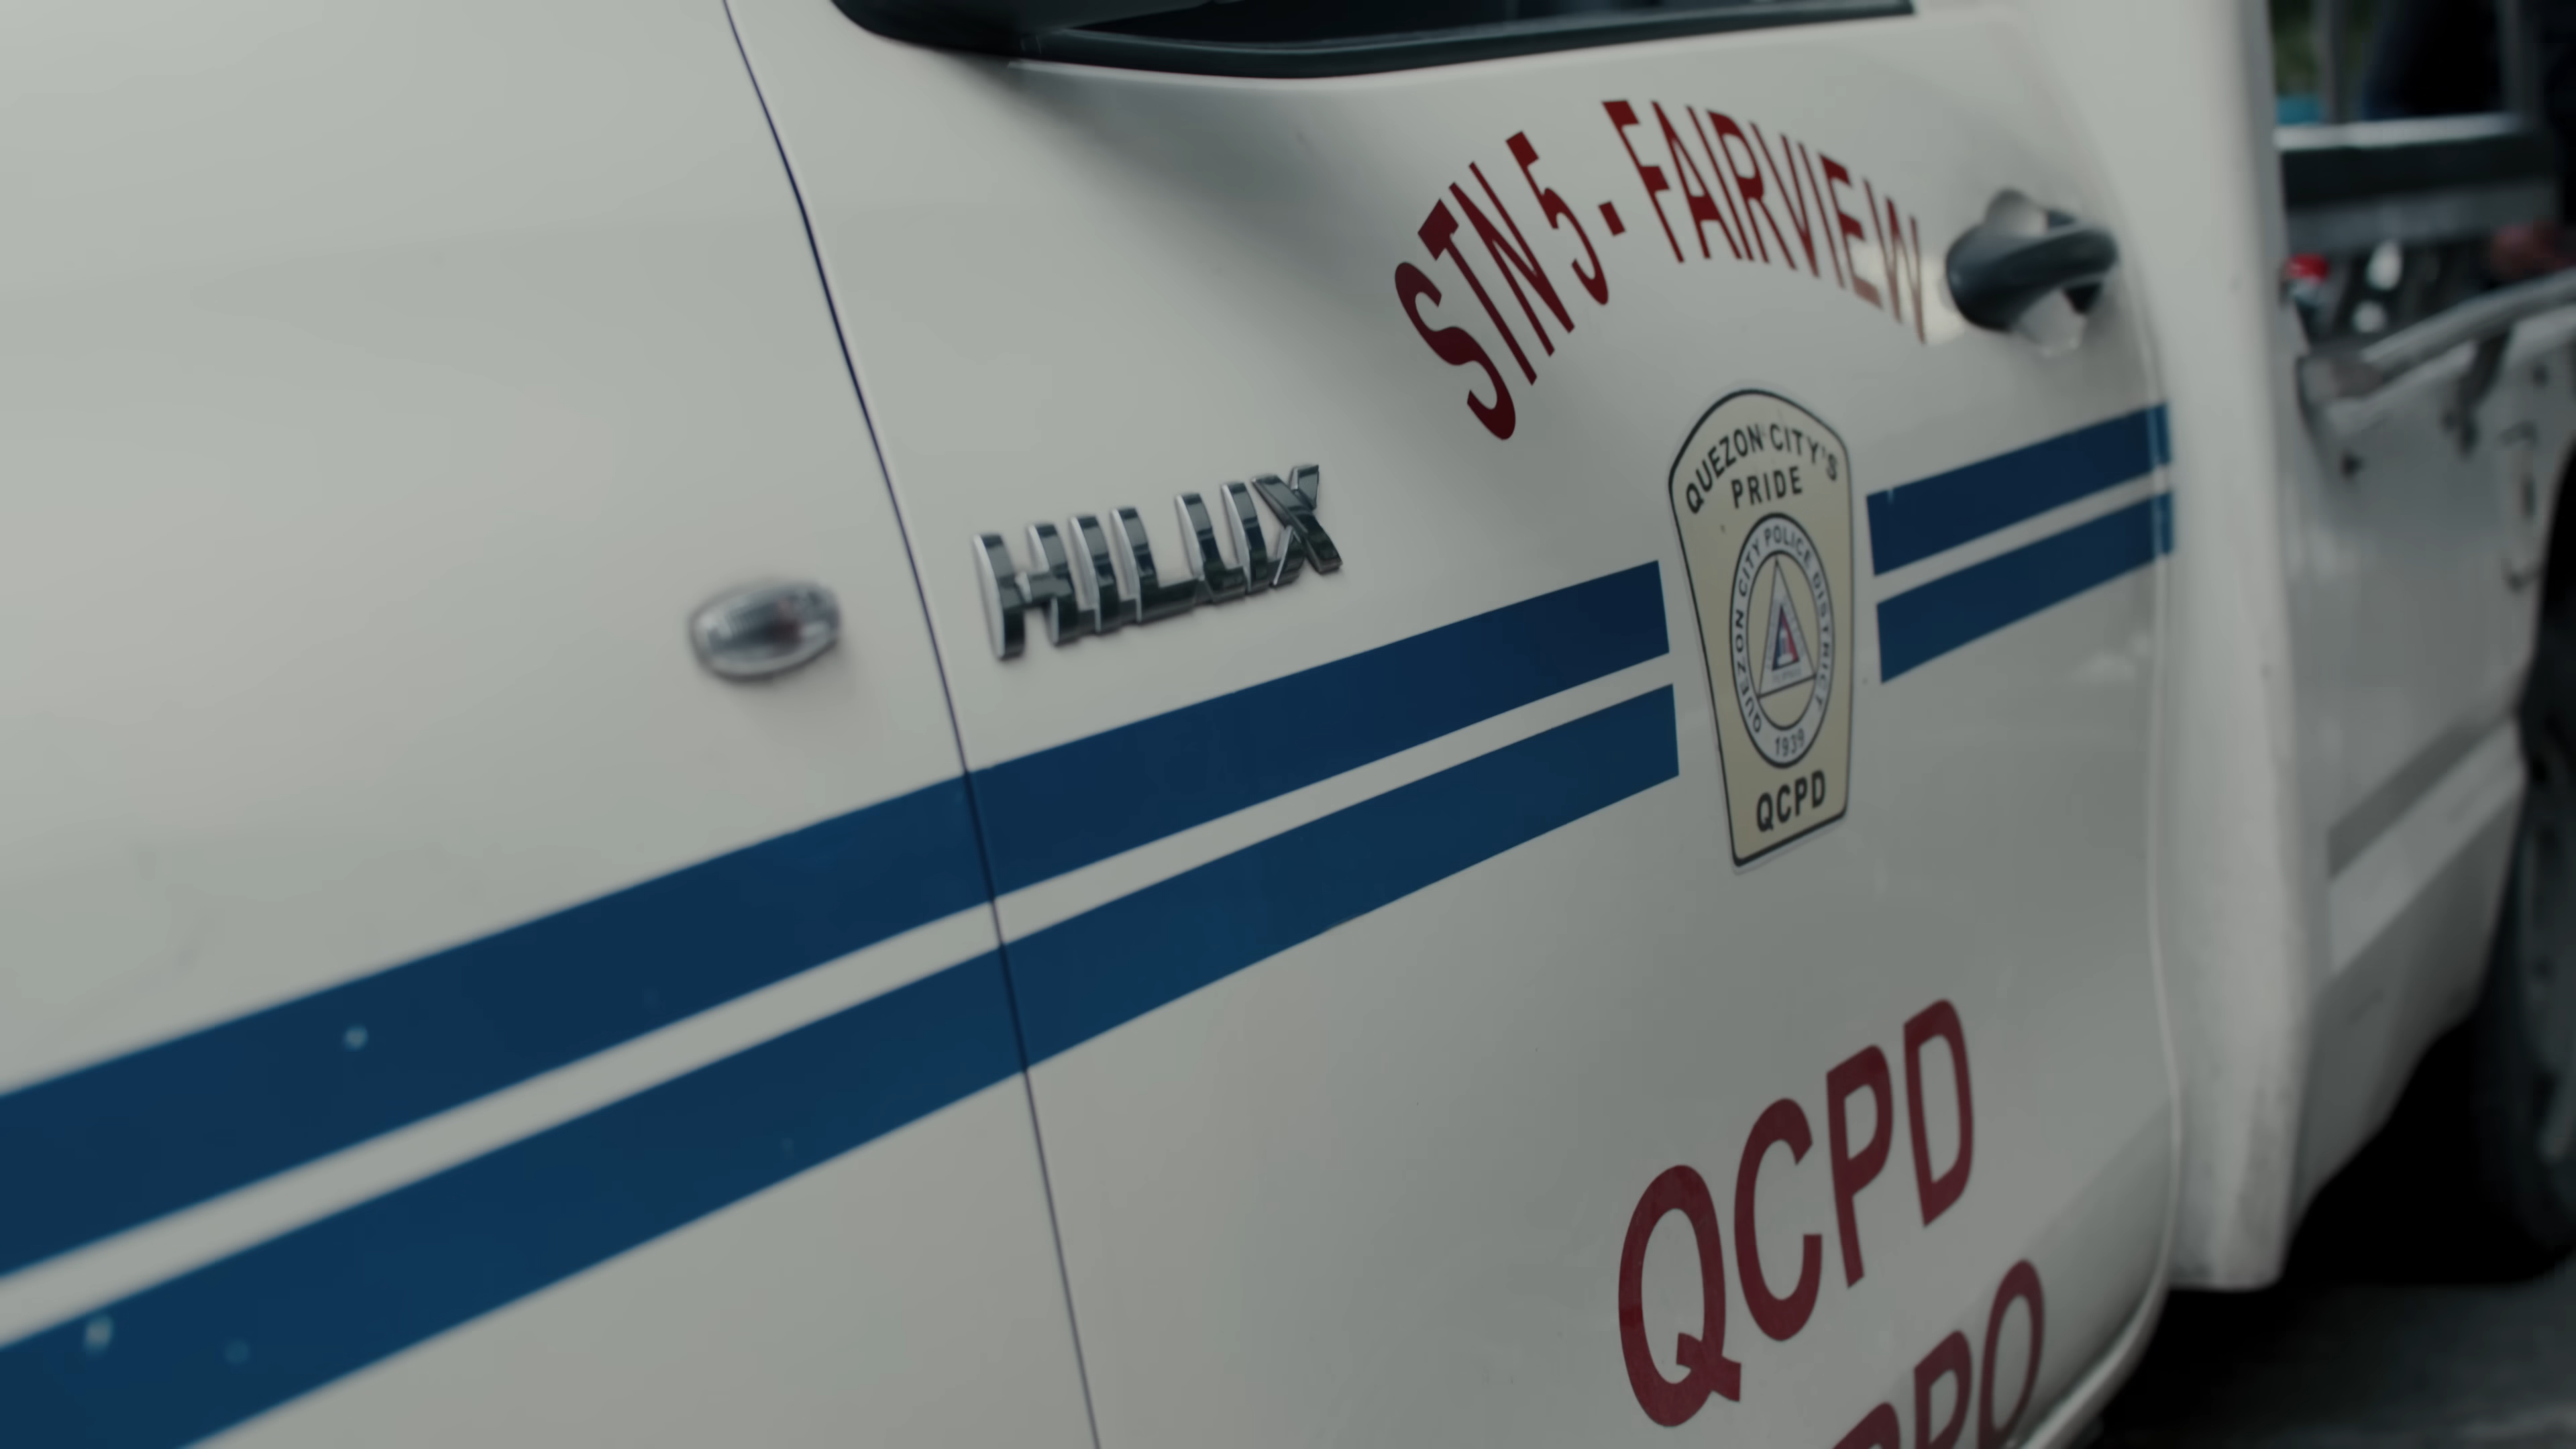 STN 5 - FAIRVIEW
HILUX
QUEZON CITY'S
PRIDE
QUEZON CITY POLICE DISTRICT
1939
QCPD
QCPD